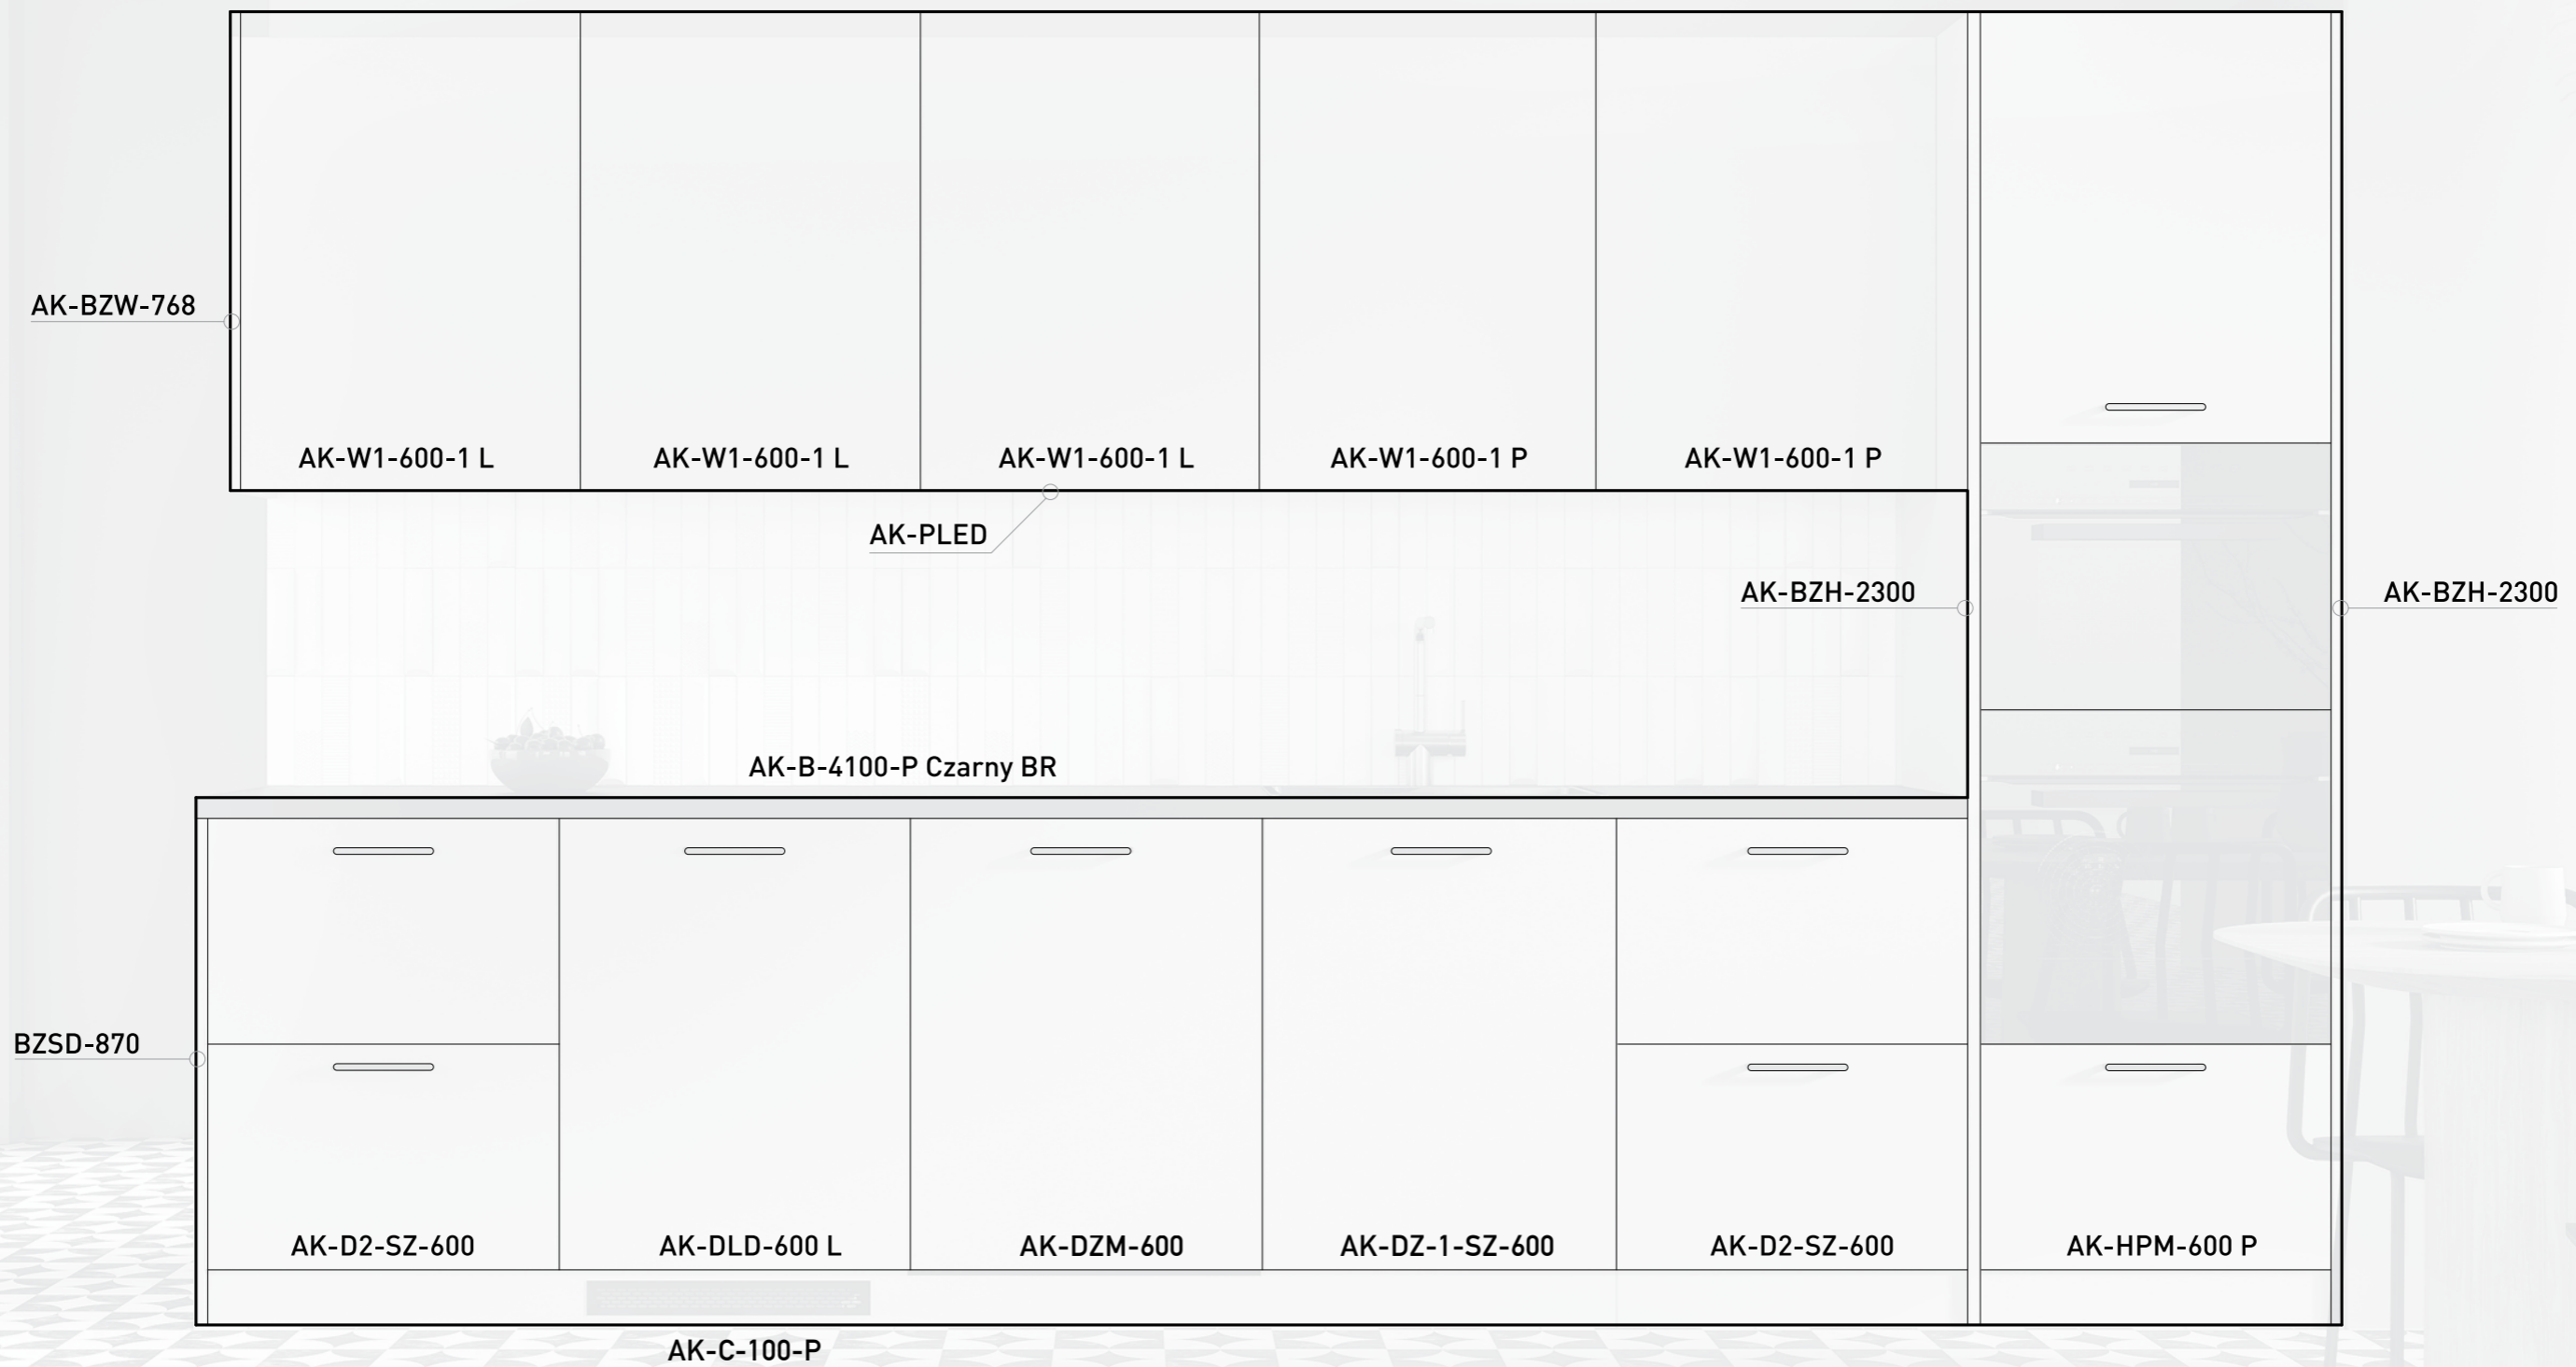 AK-BZW-768
AK-W1-600-1 L
AK-W1-600-1 L
AK-W1-600-1 L
AK-W1-600-1 P
AK-W1-600-1 P
AK-PLED
AK-BZH-2300
AK-BZH-2300
AK-B-4100-P Czarny BR
BZSD-870
AK-D2-SZ-600
AK-DLD-600 L
AK-DZM-600
AK-DZ-1-SZ-600
AK-D2-SZ-600
AK-HPM-600 P
AK-C-100-P